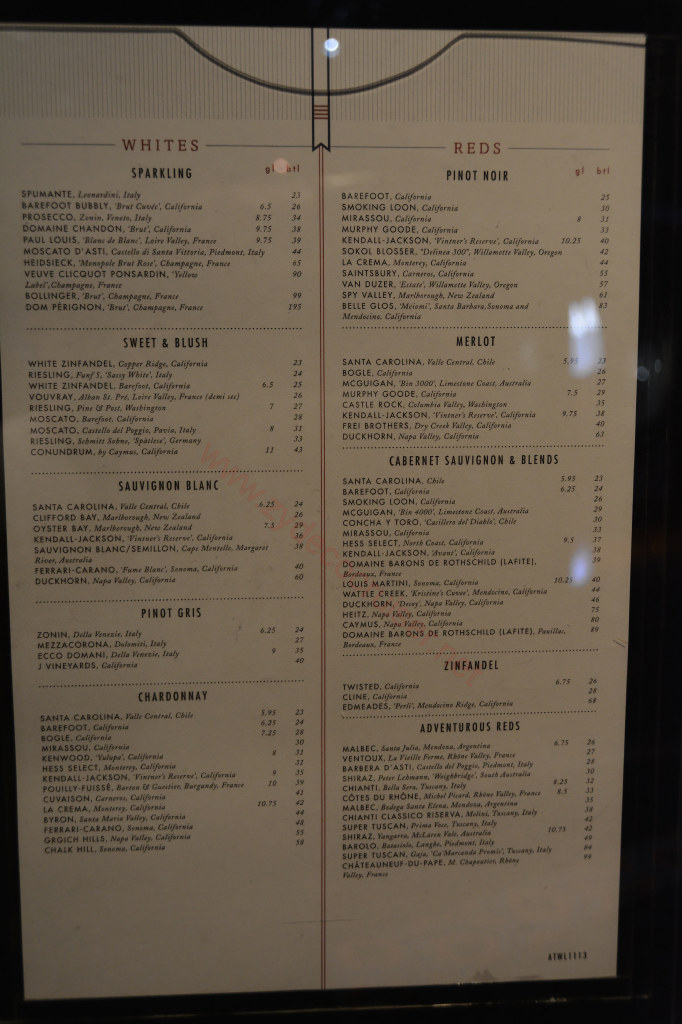 WHITES
gl btl
SPARKLING
SPUMANTE, Leonardini, Italy 23
BAREFOOT BUBBLY, 'Brut Cuvée', California 6.5 26
PROSECCO, Zonin, Veneto, Italy 8.75 34
DOMAINE CHANDON, 'Brut', California 9.75 38
PAUL LOUIS, 'Blanc de Blanc', Loire Valley, France 9.75 39
MOSCATO D'ASTI, Castello di Santa Vittoria, Piedmont, Italy 44
HEIDSIECK, 'Monopole Brut Rose', Champagne, France 65
VEUVE CLICQUOT PONSARDIN, 'Yellow 90
Label', Champagne, France
BOLLINGER, 'Brut', Champagne, France 99
DOM PÉRIGNON, 'Brut', Champagne, France 195
SWEET & BLUSH
WHITE ZINFANDEL, Copper Ridge, California 23
RIESLING, Funf 5, 'Sassy White', Italy 24
WHITE ZINFANDEL, Barefoot, California 6.5 25
VOUVRAY, Alban St. Pré, Loire Valley, France (demi sec) 26
RIESLING, Pine & Post, Washington 7 27
MOSCATO, Barefoot, California 28
MOSCATO, Castello del Poggio, Pavia, Italy 8 31
RIESLING, Schmitt Sohne, 'Spätlese', Germany 33
CONUNDRUM, by Caymus, California 11 43
SAUVIGNON BLANC
SANTA CAROLINA, Valle Central, Chile 6.25 24
CLIFFORD BAY, Marlborough, New Zealand 26
OYSTER BAY, Marlborough, New Zealand 7.5 29
KENDALL-JACKSON, 'Vintner's Reserve', California 36
SAUVIGNON BLANC/SEMILLON, Cape Mentelle, Margaret 38
River, Australia
FERRARI-CARANO, 'Fume Blanc', Sonoma, California 40
DUCKHORN, Napa Valley, California 60
PINOT GRIS
ZONIN, Della Venezie, Italy 6.25 24
MEZZACORONA, Dolomiti, Italy 27
ECCO DOMANI, Dalla Venezie, Italy 9 35
J VINEYARDS, California 40
CHARDONNAY
SANTA CAROLINA, Valle Central, Chile 5.95 23
BAREFOOT, California 6.25 24
BOGLE, California 7.25 28
MIRASSOU, California 30
KENWOOD, 'Yulupa', California 8 31
HESS SELECT, Monterey, California 31
KENDALL-JACKSON, 'Vintner's Reserve', California 9 35
POUILLY-FUISSÉ, Barton & Guestier, Burgundy, France 10 39
CUVAISON, Carneros, California 41
LA CREMA, Monterey, California 10.75 42
BYRON, Santa Maria Valley, California 44
FERRARI-CARANO, Sonoma, California 48
GRGICH HILLS, Napa Valley, California 55
CHALK HILL, Sonoma, California 58
REDS
gl btl
PINOT NOIR
BAREFOOT, California 25
SMOKING LOON, California 30
MIRASSOU, California 8 31
MURPHY GOODE, California 33
KENDALL-JACKSON, 'Vintner's Reserve', California 10.25 40
SOKOL BLOSSER, "Delinea 300", Willamette Valley, Oregon 42
LA CREMA, Monterey, California 44
SAINTSBURY, Carneros, California 55
VAN DUZER, 'Estate', Willamette Valley, Oregon 57
SPY VALLEY, Marlborough, New Zealand 61
BELLE GLOS, 'Meiomi', Santa Barbara, Sonoma and 83
Mendocino, California
MERLOT
SANTA CAROLINA, Valle Central, Chile 5.95 23
BOGLE, California 26
MCGUIGAN, 'Bin 3000', Limestone Coast, Australia 27
MURPHY GOODE, California 7.5 29
CASTLE ROCK, Columbia Valley, Washington 35
KENDALL-JACKSON, 'Vintner's Reserve', California 9.75 38
FREI BROTHERS, Dry Creek Valley, California 40
DUCKHORN, Napa Valley, California 63
CABERNET SAUVIGNON & BLENDS
SANTA CAROLINA, Chile 5.95 23
BAREFOOT, California 6.25 24
SMOKING LOON, California 26
MCGUIGAN, 'Bin 4000', Limestone Coast, Australia 29
CONCHA Y TORO, 'Casillero del Diablo', Chile 30
MIRASSOU, California 33
HESS SELECT, North Coast, California 9.5 37
KENDALL-JACKSON, 'Avant', California 38
DOMAINE BARONS DE ROTHSCHILD (LAFITE), 39
Bordeaux, France
LOUIS MARTINI, Sonoma, California 10.25 40
WATTLE CREEK, 'Kristine's Cuvee', Mendocino, California 44
DUCKHORN, 'Decoy', Napa Valley, California 46
HEITZ, Napa Valley, California 75
CAYMUS, Napa Valley, California 80
DOMAINE BARONS DE ROTHSCHILD (LAFITE), Pauillac, 89
Bordeaux, France
ZINFANDEL
TWISTED, California 6.75 26
CLINE, California 28
EDMEADES, 'Perli', Mendocino Ridge, California 68
ADVENTUROUS REDS
MALBEC, Santa Julia, Mendoza, Argentina 6.75 26
VENTOUX, La Vieille Ferme, Rhône Valley, France 27
BARBERA D'ASTI, Castello del Poggio, Piedmont, Italy 28
SHIRAZ, Peter Lehmann, 'Weighbridge', South Australia 30
CHIANTI, Bella Sera, Tuscany, Italy 8.25 32
CÔTES DU RHÔNE, Michel Picard, Rhône Valley, France 8.5 33
MALBEC, Bodega Santa Elena, Mendoza, Argentina 35
CHIANTI CLASSICO RISERVA, Melini, Tuscany, Italy 38
SUPER TUSCAN, Prima Voce, Tuscany, Italy 42
SHIRAZ, Yangarra, McLaren Vale, Australia 10.75 42
BAROLO, Batasiolo, Langhe, Piedmont, Italy
SUPER TUSCAN, Gaja, 'Ca'Marcanda Promis', Tuscany, Italy
CHÂTEAUNEUF-DU-PAPE, M. Chapoutier, Rhône
Valley, France
ATWL1113